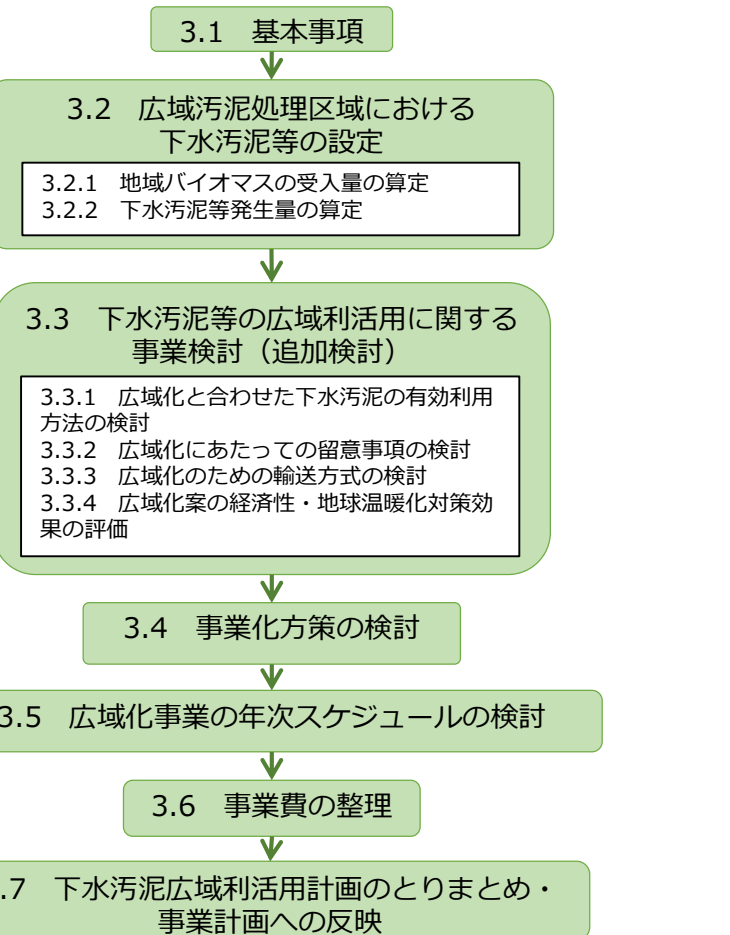 3.1　基本事項
3.2　広域汚泥処理区域における
下水汚泥等の設定
3.2.1　地域バイオマスの受入量の算定
3.2.2　下水汚泥等発生量の算定
3.3　下水汚泥等の広域利活用に関する
事業検討（追加検討）
3.3.1　広域化と合わせた下水汚泥の有効利用
方法の検討
3.3.2　広域化にあたっての留意事項の検討
3.3.3　広域化のための輸送方式の検討
3.3.4　広域化案の経済性・地球温暖化対策効
果の評価
3.4　事業化方策の検討
3.5　広域化事業の年次スケジュールの検討
3.6　事業費の整理
.7　下水汚泥広域利活用計画のとりまとめ・
事業計画への反映